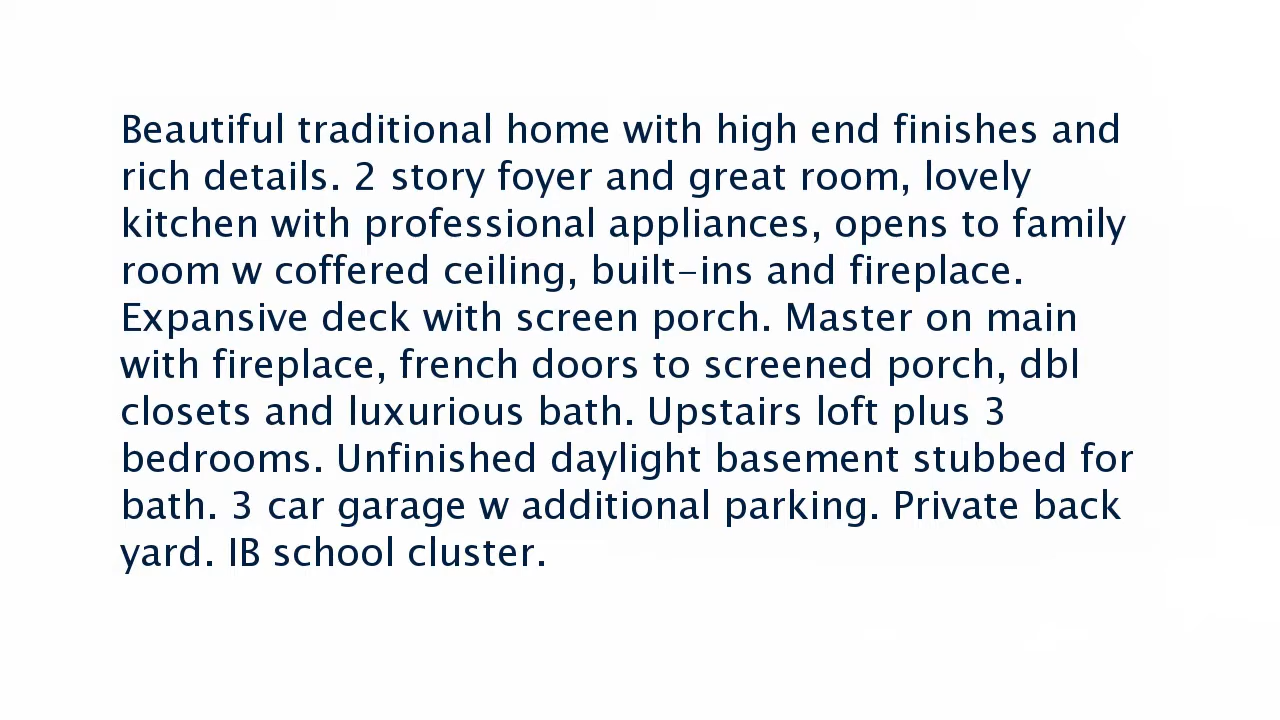 Beautiful traditional home with high end finishes and
rich details. 2 story foyer and great room, lovely
kitchen with professional appliances, opens to family
room w coffered ceiling, built-ins and fireplace.
Expansive deck with screen porch. Master on main
with fireplace, french doors to screened porch, dbl
closets and luxurious bath. Upstairs loft plus 3
bedrooms. Unfinished daylight basement stubbed for
bath. 3 car garage w additional parking. Private back
yard. IB school cluster.